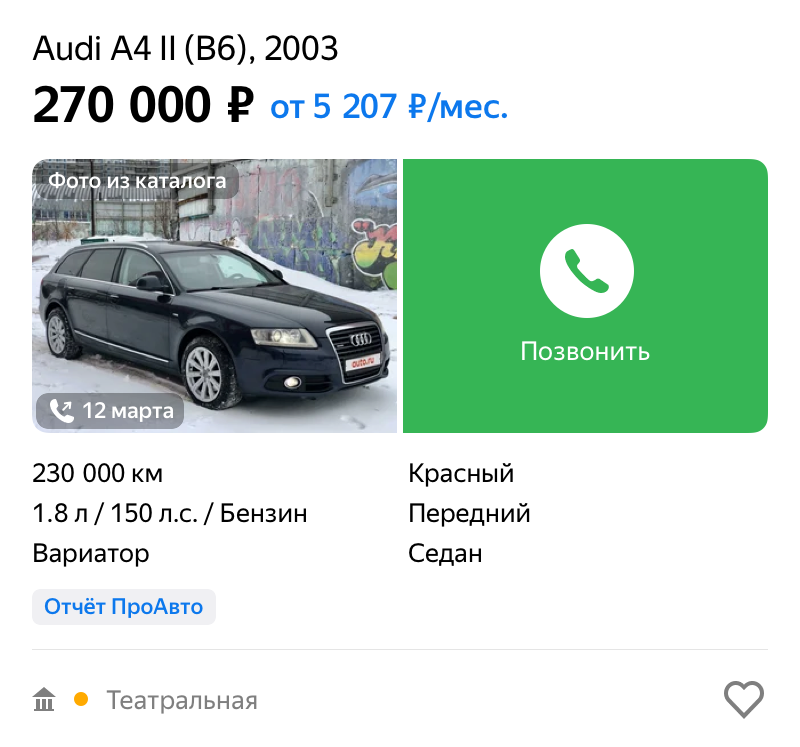 Audi A4 II (B6), 2003
270 000 ₽ от 5 207 ₽/мес.
Фото из каталога
auto.ru
12 марта
Позвонить
230 000 км
Красный
1.8 л / 150 л.с. / Бензин
Передний
Вариатор
Седан
Отчёт ПроАвто
Театральная